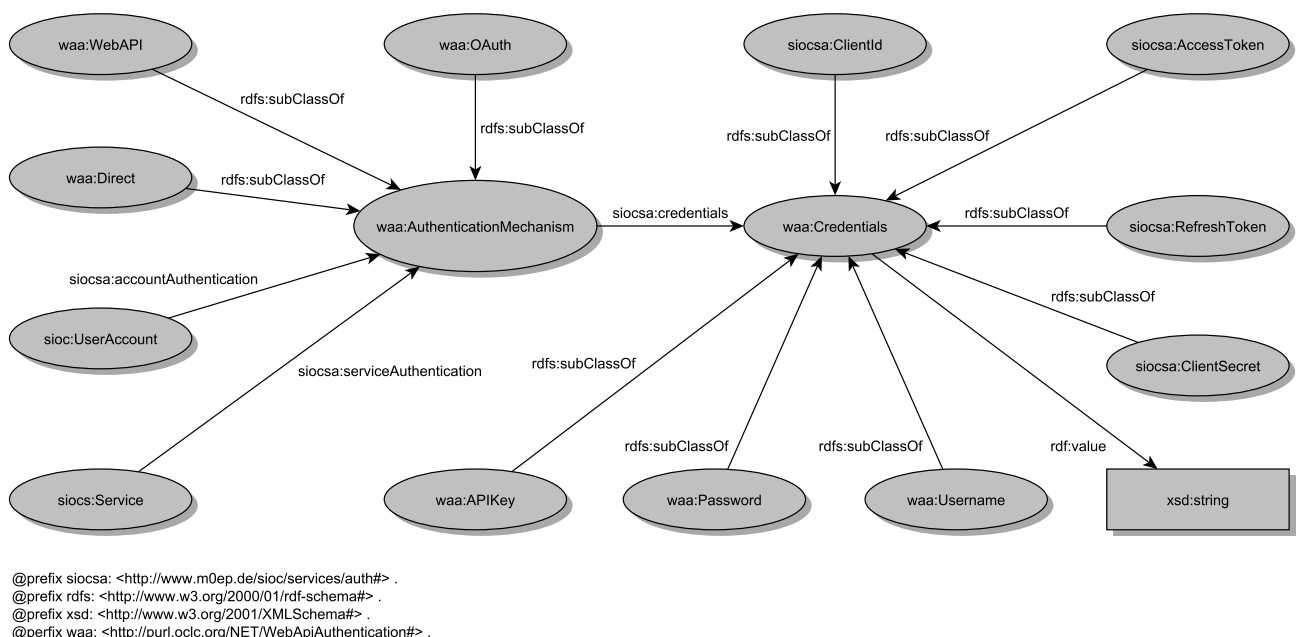 waa:WebAPI
waa:OAuth
siocsa:ClientId
siocsa:AccessToken
rdfs:subClassOf
rdfs:subClassOf
rdfs:subClassOf
rdfs:subClassOf
waa:Direct
rdfs:subClassOf
waa:AuthenticationMechanism
siocsa:credentials
waa:Credentials
rdfs:subClassOf
siocsa:RefreshToken
siocsa:accountAuthentication
rdfs:subClassOf
sioc:UserAccount
siocsa:serviceAuthentication
rdfs:subClassOf
siocsa:ClientSecret
rdfs:subClassOf
rdfs:subClassOf
rdf:value
siocs:Service
waa:APIKey
waa:Password
waa:Username
xsd:string
@prefix siocsa: <http://www.m0ep.de/sioc/services/auth#> .
@prefix rdfs: <http://www.w3.org/2000/01/rdf-schema#> .
@prefix xsd: <http://www.w3.org/2001/XMLSchema#> .
@perfix waa: <http://purl.oclc.org/NET/WebApiAuthentication#> .